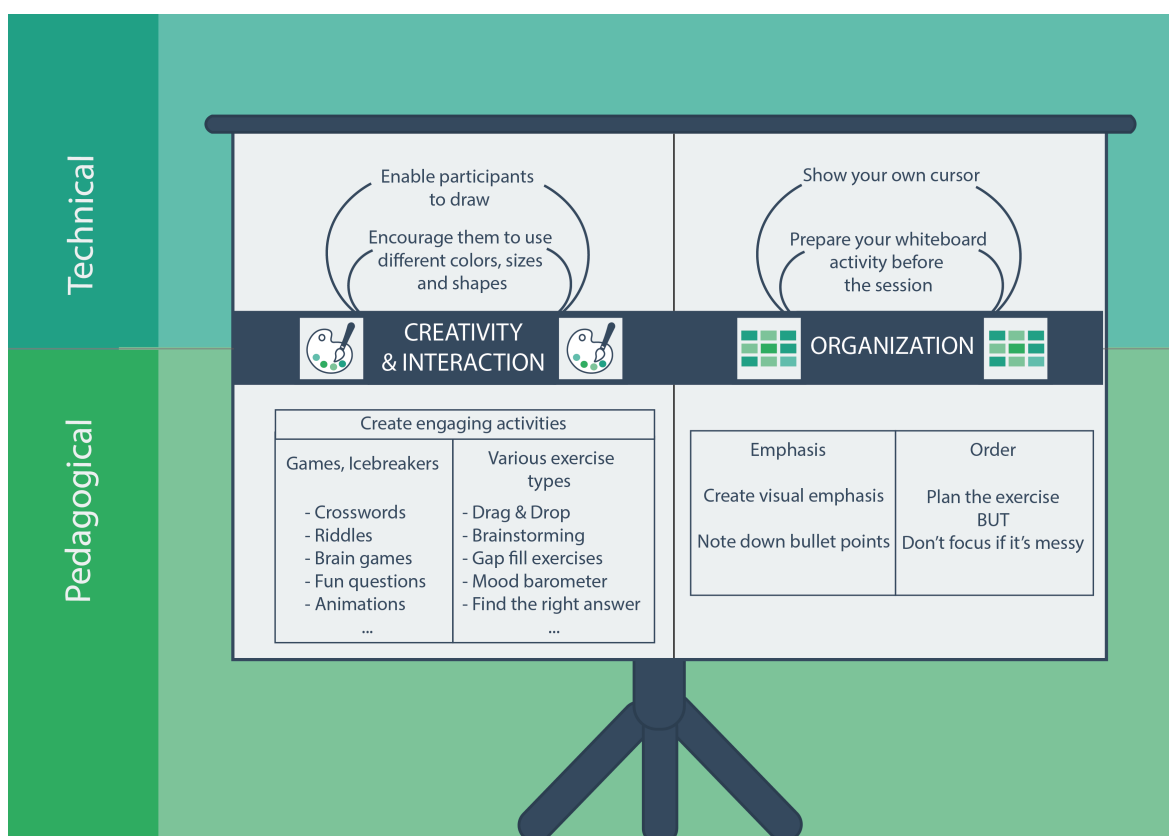 Technical
Enable participants
to draw
Encourage them to use
different colors, sizes
and shapes
CREATIVITY
& INTERACTION
Show your own cursor
Prepare your whiteboard
activity before
the session
ORGANIZATION
Pedagogical
Create engaging activities
Games, Icebreakers
- Crosswords
- Riddles
- Brain games
- Fun questions
- Animations
...
Various exercise
types
- Drag & Drop
- Brainstorming
- Gap fill exercises
- Mood barometer
- Find the right answer
...
Emphasis
Create visual emphasis
Note down bullet points
Order
Plan the exercise
BUT
Don't focus if it's messy